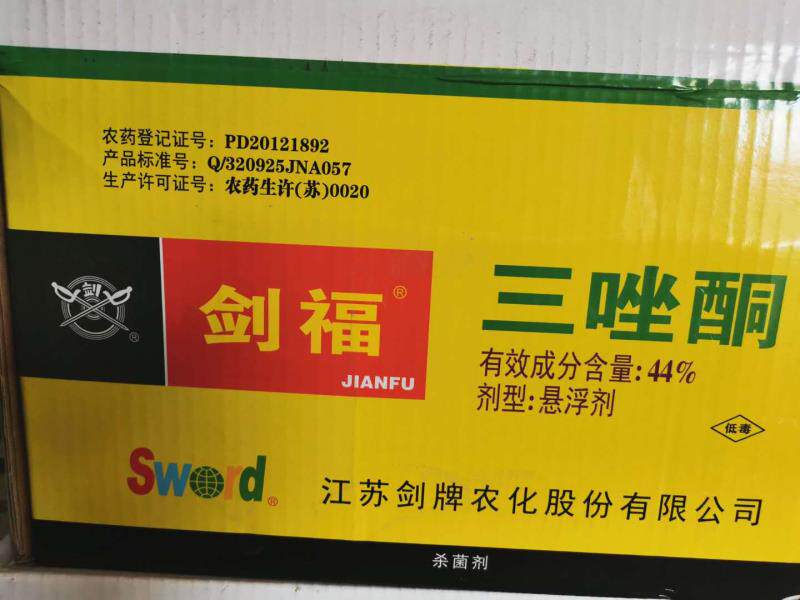 农药登记证号：PD20121892
产品标准号：Q/320925JNA057
生产许可证号：农药生许(苏)0020
剑
®
剑福®
JIANFU
三唑酮
有效成分含量：44%
剂型：悬浮剂
低毒
Sword®
江苏剑牌农化股份有限公司
杀菌剂